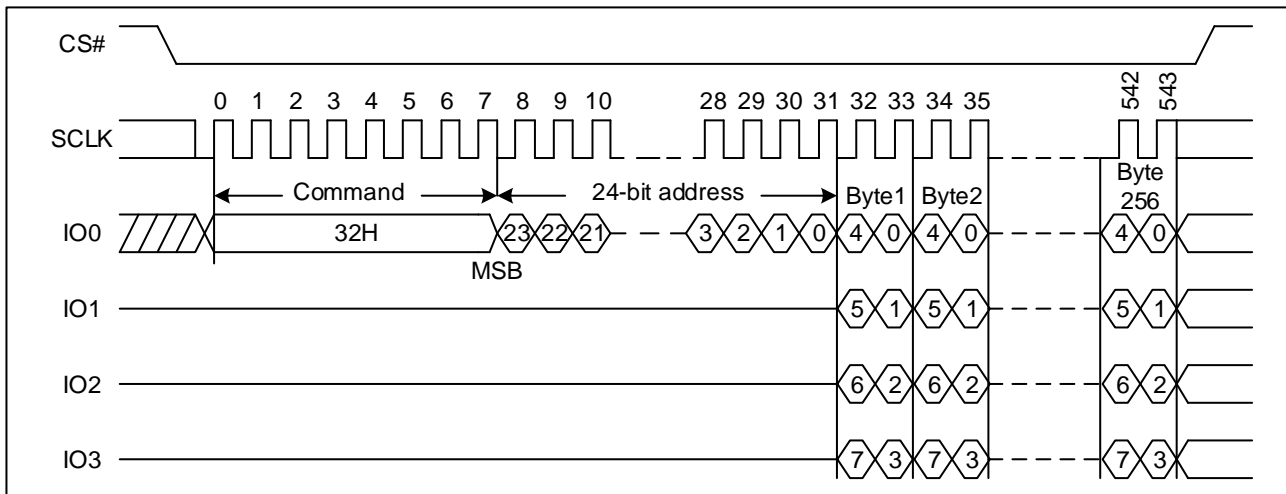 CS#
542 543
0 1 2 3 4 5 6 7 8 9 10 28 29 30 31 32 33 34 35
SCLK
Command 24-bit address Byte1 Byte2 Byte
256
IO0 32H 23 22 21 3 2 1 0 4 0 4 0 4 0
MSB
IO1 5 1 5 1 5 1
IO2 6 2 6 2 6 2
IO3 7 3 7 3 7 3